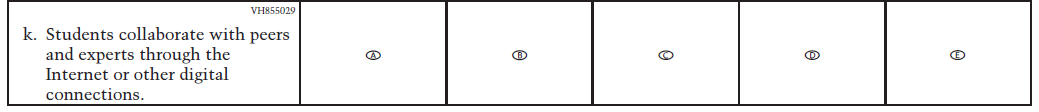 VH855029
k. Students collaborate with peers
and experts through the
Internet or other digital
connections.
A B C D E